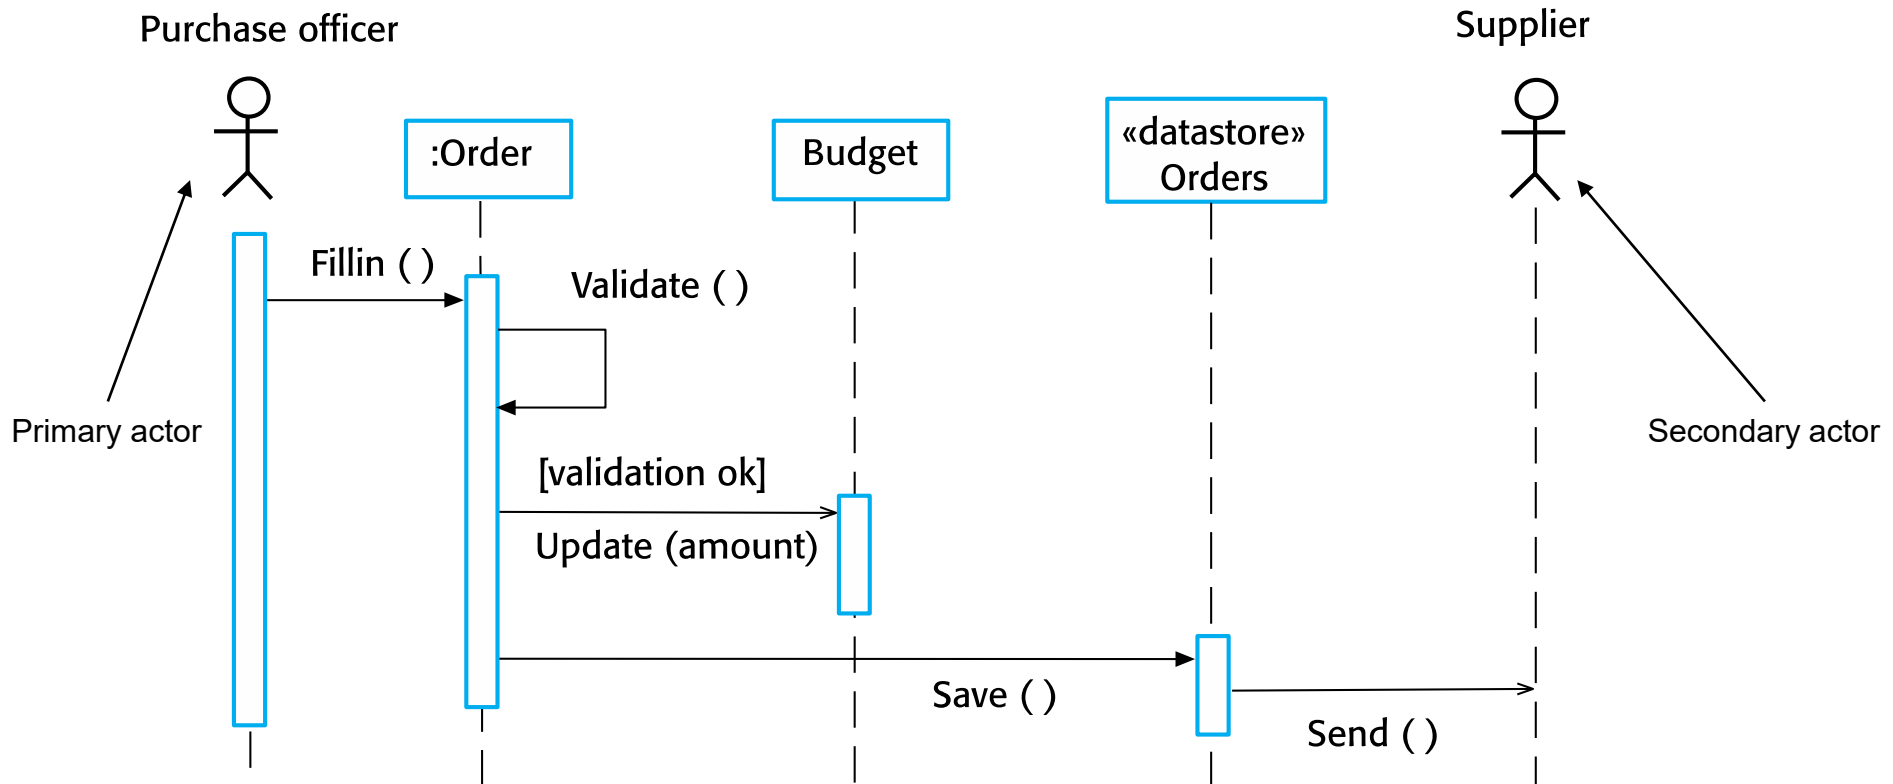 Purchase officer
Supplier
:Order
Budget
«datastore»
Orders
Fillin ( )
Validate ( )
Primary actor
Secondary actor
[validation ok]
Update (amount)
Save ( )
Send ( )